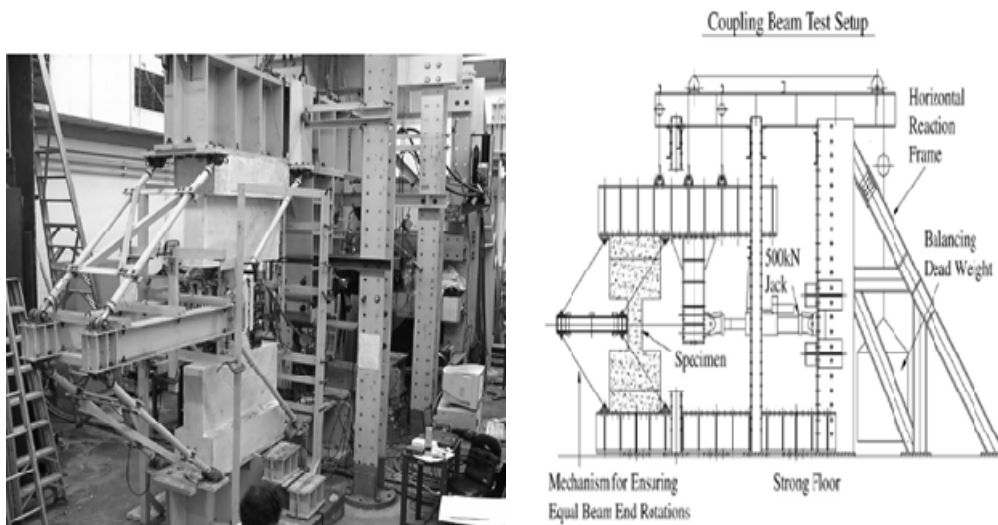 Coupling Beam Test Setup
Horizontal
Reaction
Frame
Balancing
Dead Weight
500kN
Jack
Specimen
Mechanism for Ensuring
Equal Beam End Rotations
Strong Floor